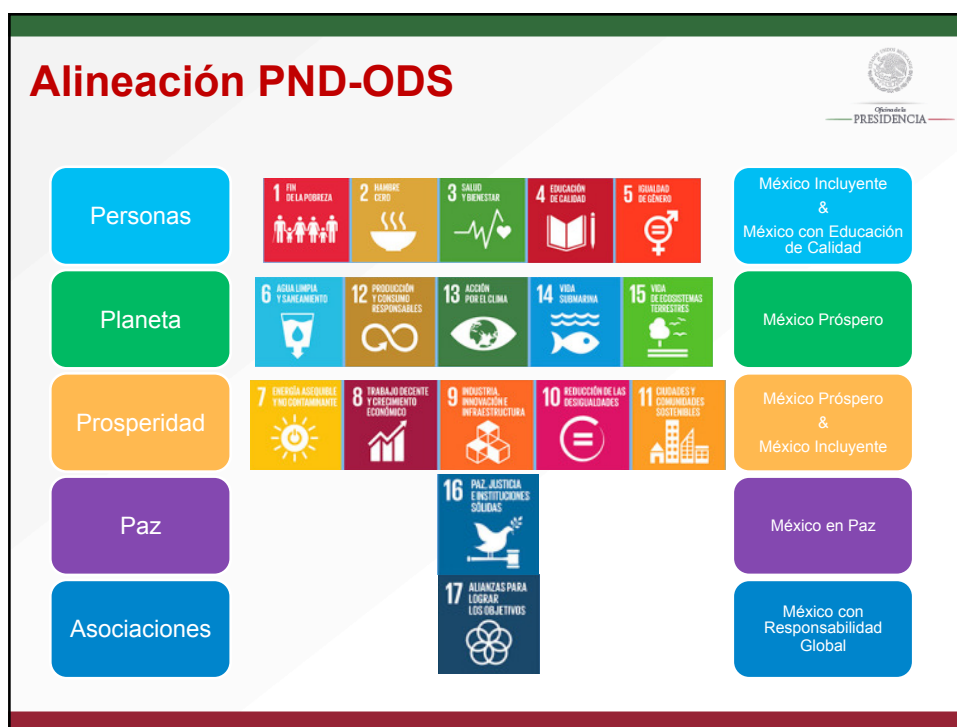 Alineación PND-ODS
Oficina de la
PRESIDENCIA
Personas
1 FIN
DE LA POBREZA
2 HAMBRE
CERO
3 SALUD
Y BIENESTAR
4 EDUCACIÓN
DE CALIDAD
5 IGUALDAD
DE GÉNERO
México Incluyente
&
México con Educación
de Calidad
Planeta
6 AGUA LIMPIA
Y SANEAMIENTO
12 PRODUCCIÓN
Y CONSUMO
RESPONSABLES
13 ACCIÓN
POR EL CLIMA
14 VIDA
SUBMARINA
15 VIDA
DE ECOSISTEMAS
TERRESTRES
México Próspero
Prosperidad
7 ENERGÍA ASEQUIBLE
Y NO CONTAMINANTE
8 TRABAJO DECENTE
Y CRECIMIENTO
ECONÓMICO
9 INDUSTRIA,
INNOVACIÓN E
INFRAESTRUCTURA
10 REDUCCIÓN DE LAS
DESIGUALDADES
11 CIUDADES Y
COMUNIDADES
SOSTENIBLES
México Próspero
&
México Incluyente
Paz
16 PAZ, JUSTICIA
E INSTITUCIONES
SÓLIDAS
México en Paz
Asociaciones
17 ALIANZAS PARA
LOGRAR
LOS OBJETIVOS
México con
Responsabilidad
Global